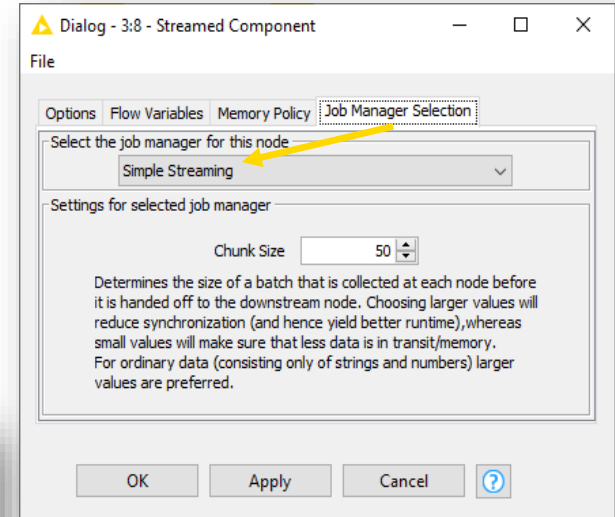 Dialog - 3:8 - Streamed Component
File
Options Flow Variables Memory Policy Job Manager Selection
Select the job manager for this node
Simple Streaming
Settings for selected job manager
Chunk Size 50
Determines the size of a batch that is collected at each node before
it is handed off to the downstream node. Choosing larger values will
reduce synchronization (and hence yield better runtime),whereas
small values will make sure that less data is in transit/memory.
For ordinary data (consisting only of strings and numbers) larger
values are preferred.
OK Apply Cancel ?